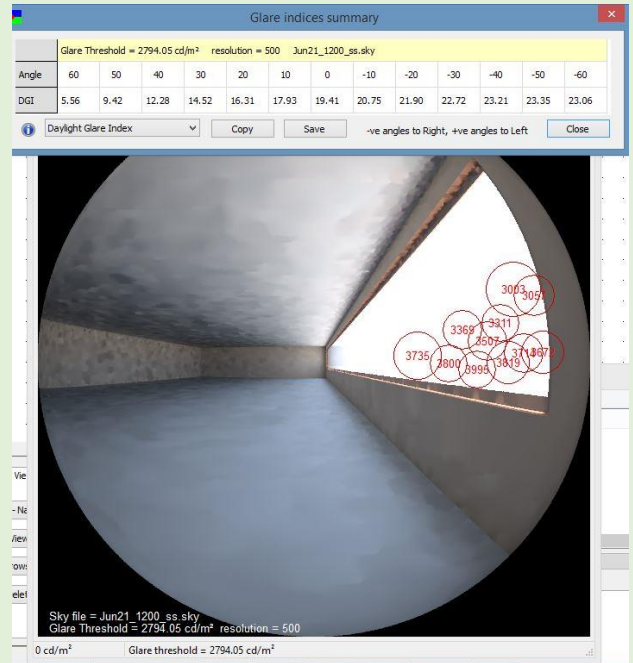 Glare indices summary
Glare Threshold = 2794.05 cd/m² resolution = 500 Jun21_1200_ss.sky
Angle 60 50 40 30 20 10 0 -10 -20 -30 -40 -50 -60
DGI 5.56 9.42 12.28 14.52 16.31 17.93 19.41 20.75 21.90 22.72 23.21 23.35 23.06
Daylight Glare Index Copy Save -ve angles to Right, +ve angles to Left Close
3003
3311
3369
3507
3735
3800 3995 3819
Vie
- Na
View
Sky file = Jun21_1200_ss.sky
Glare Threshold = 2794.05 cd/m² resolution = 500
0 cd/m² Glare threshold = 2794.05 cd/m²